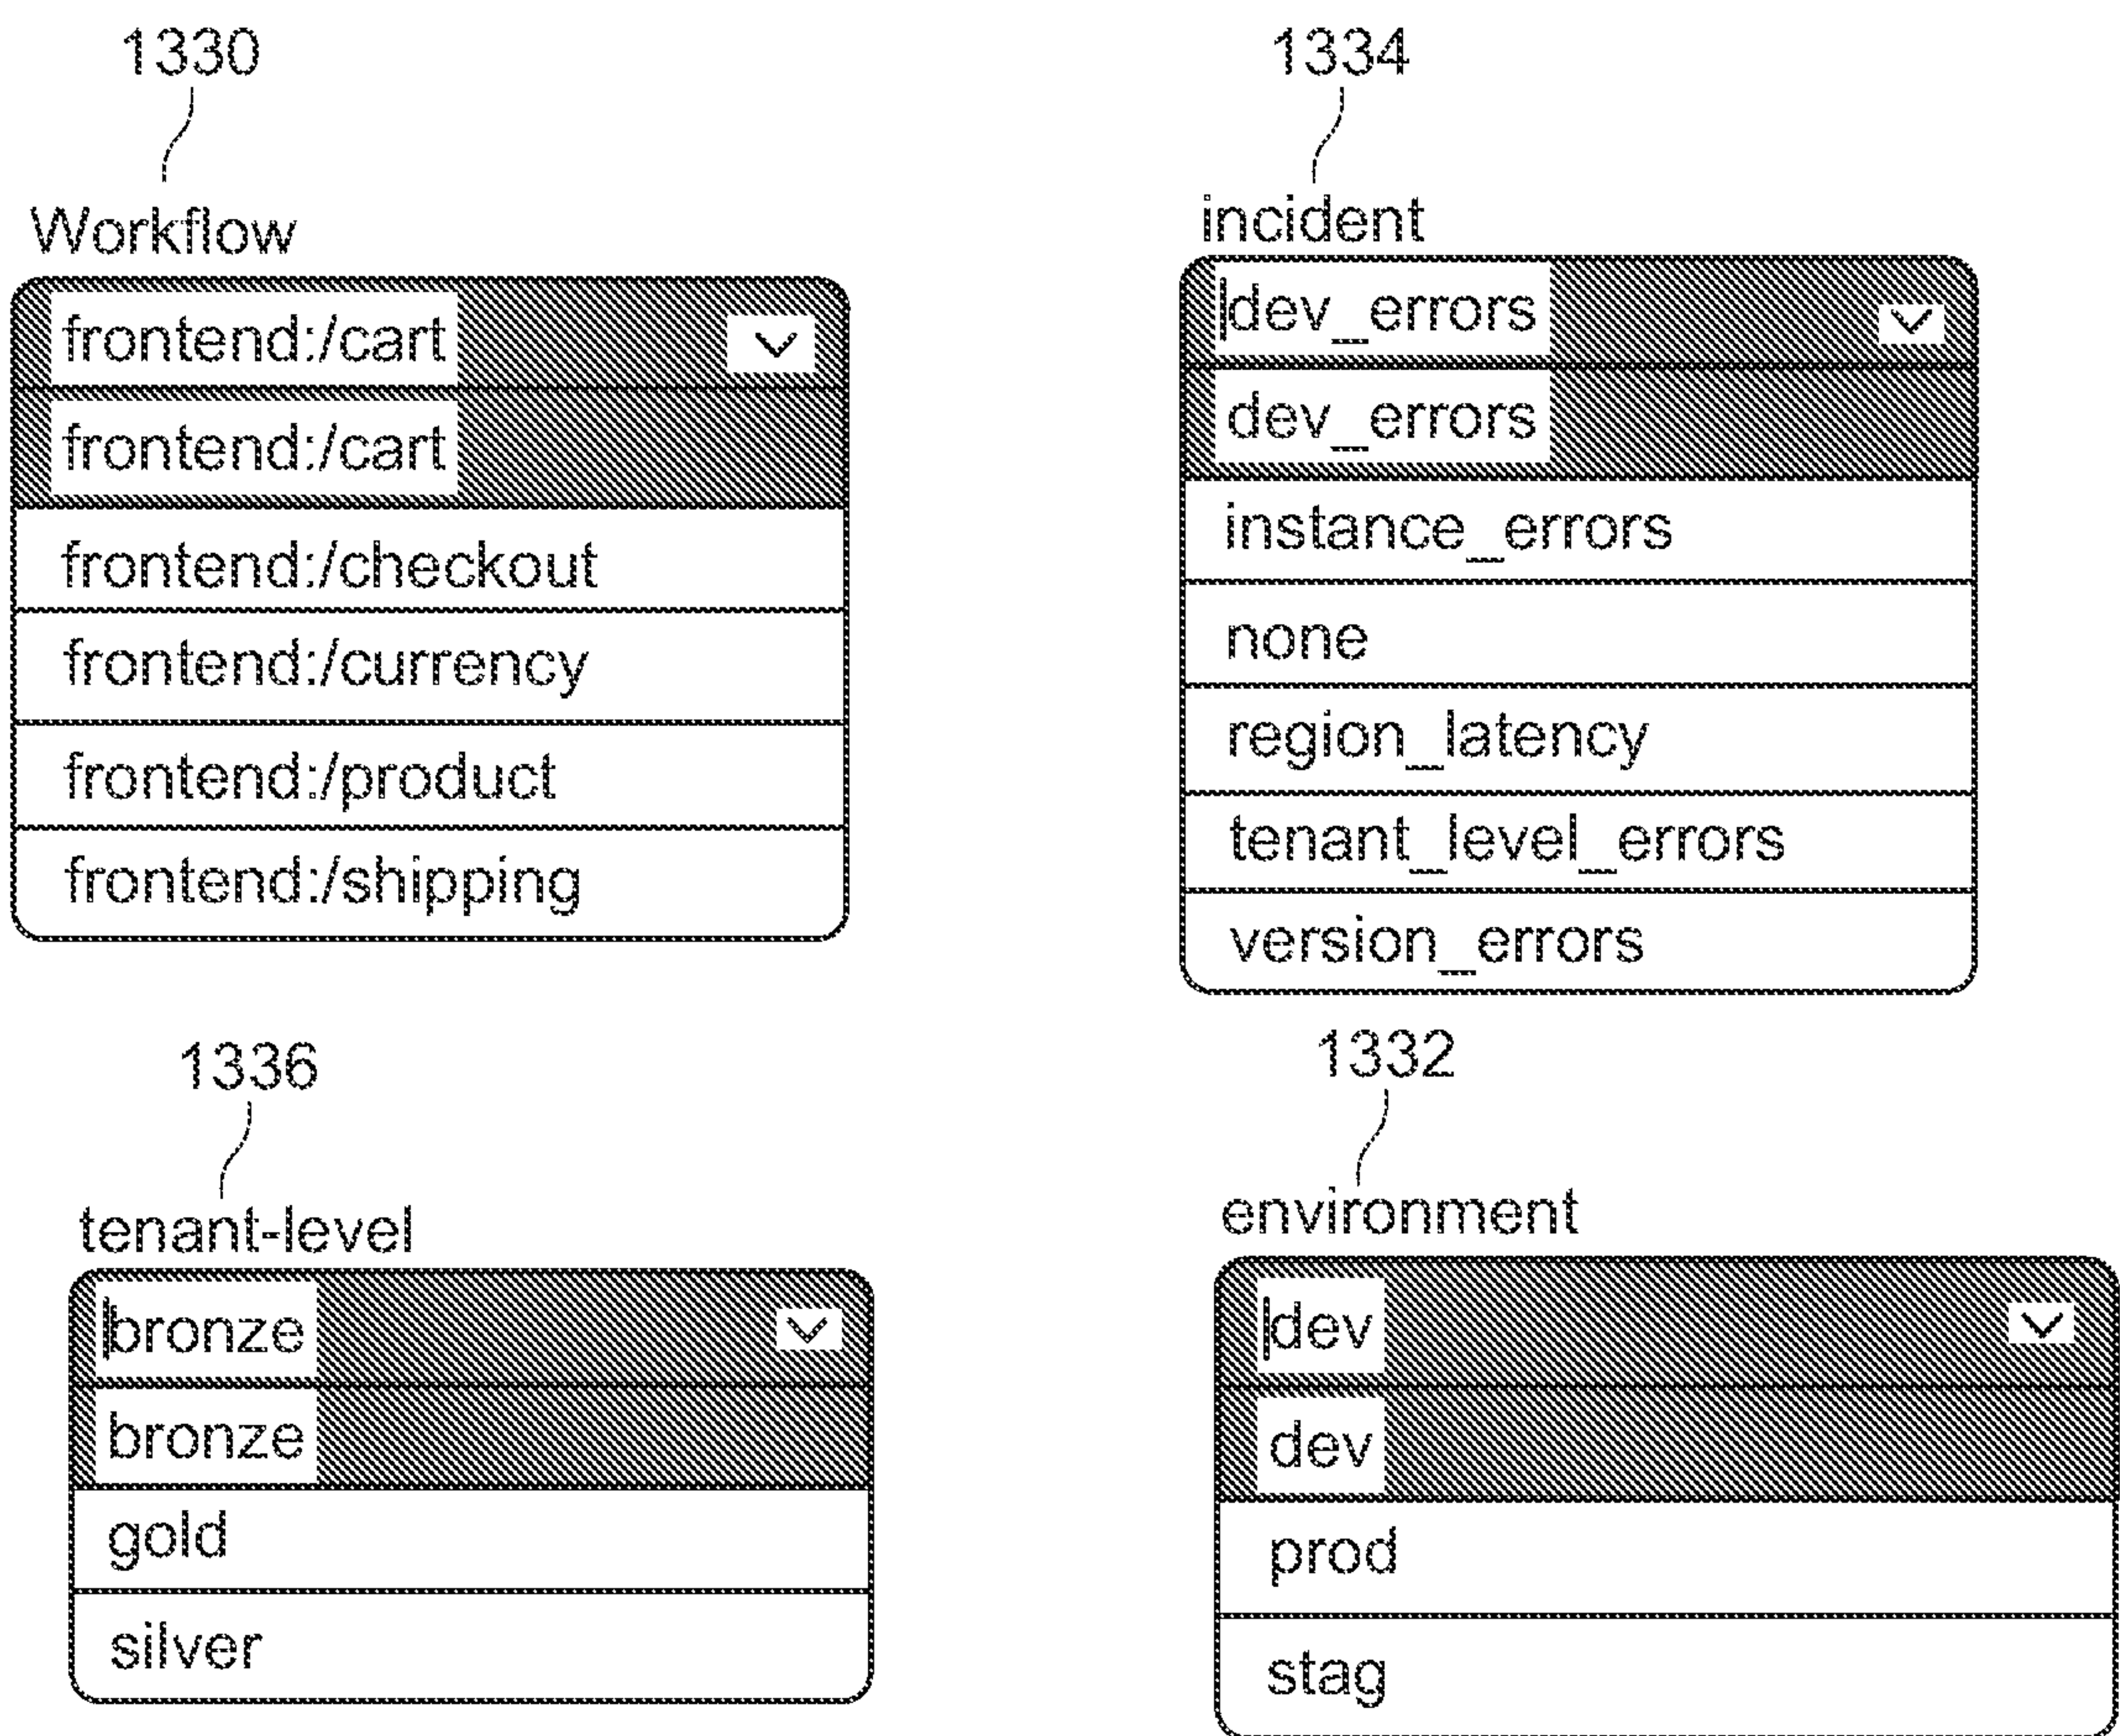 1330
Workflow
frontend:/cart
frontend:/cart
frontend:/checkout
frontend:/currency
frontend:/product
frontend:/shipping
1334
incident
dev_errors
dev_errors
instance_errors
none
region_latency
tenant_level_errors
version_errors
1336
tenant-level
bronze
bronze
gold
silver
1332
environment
dev
dev
prod
stag